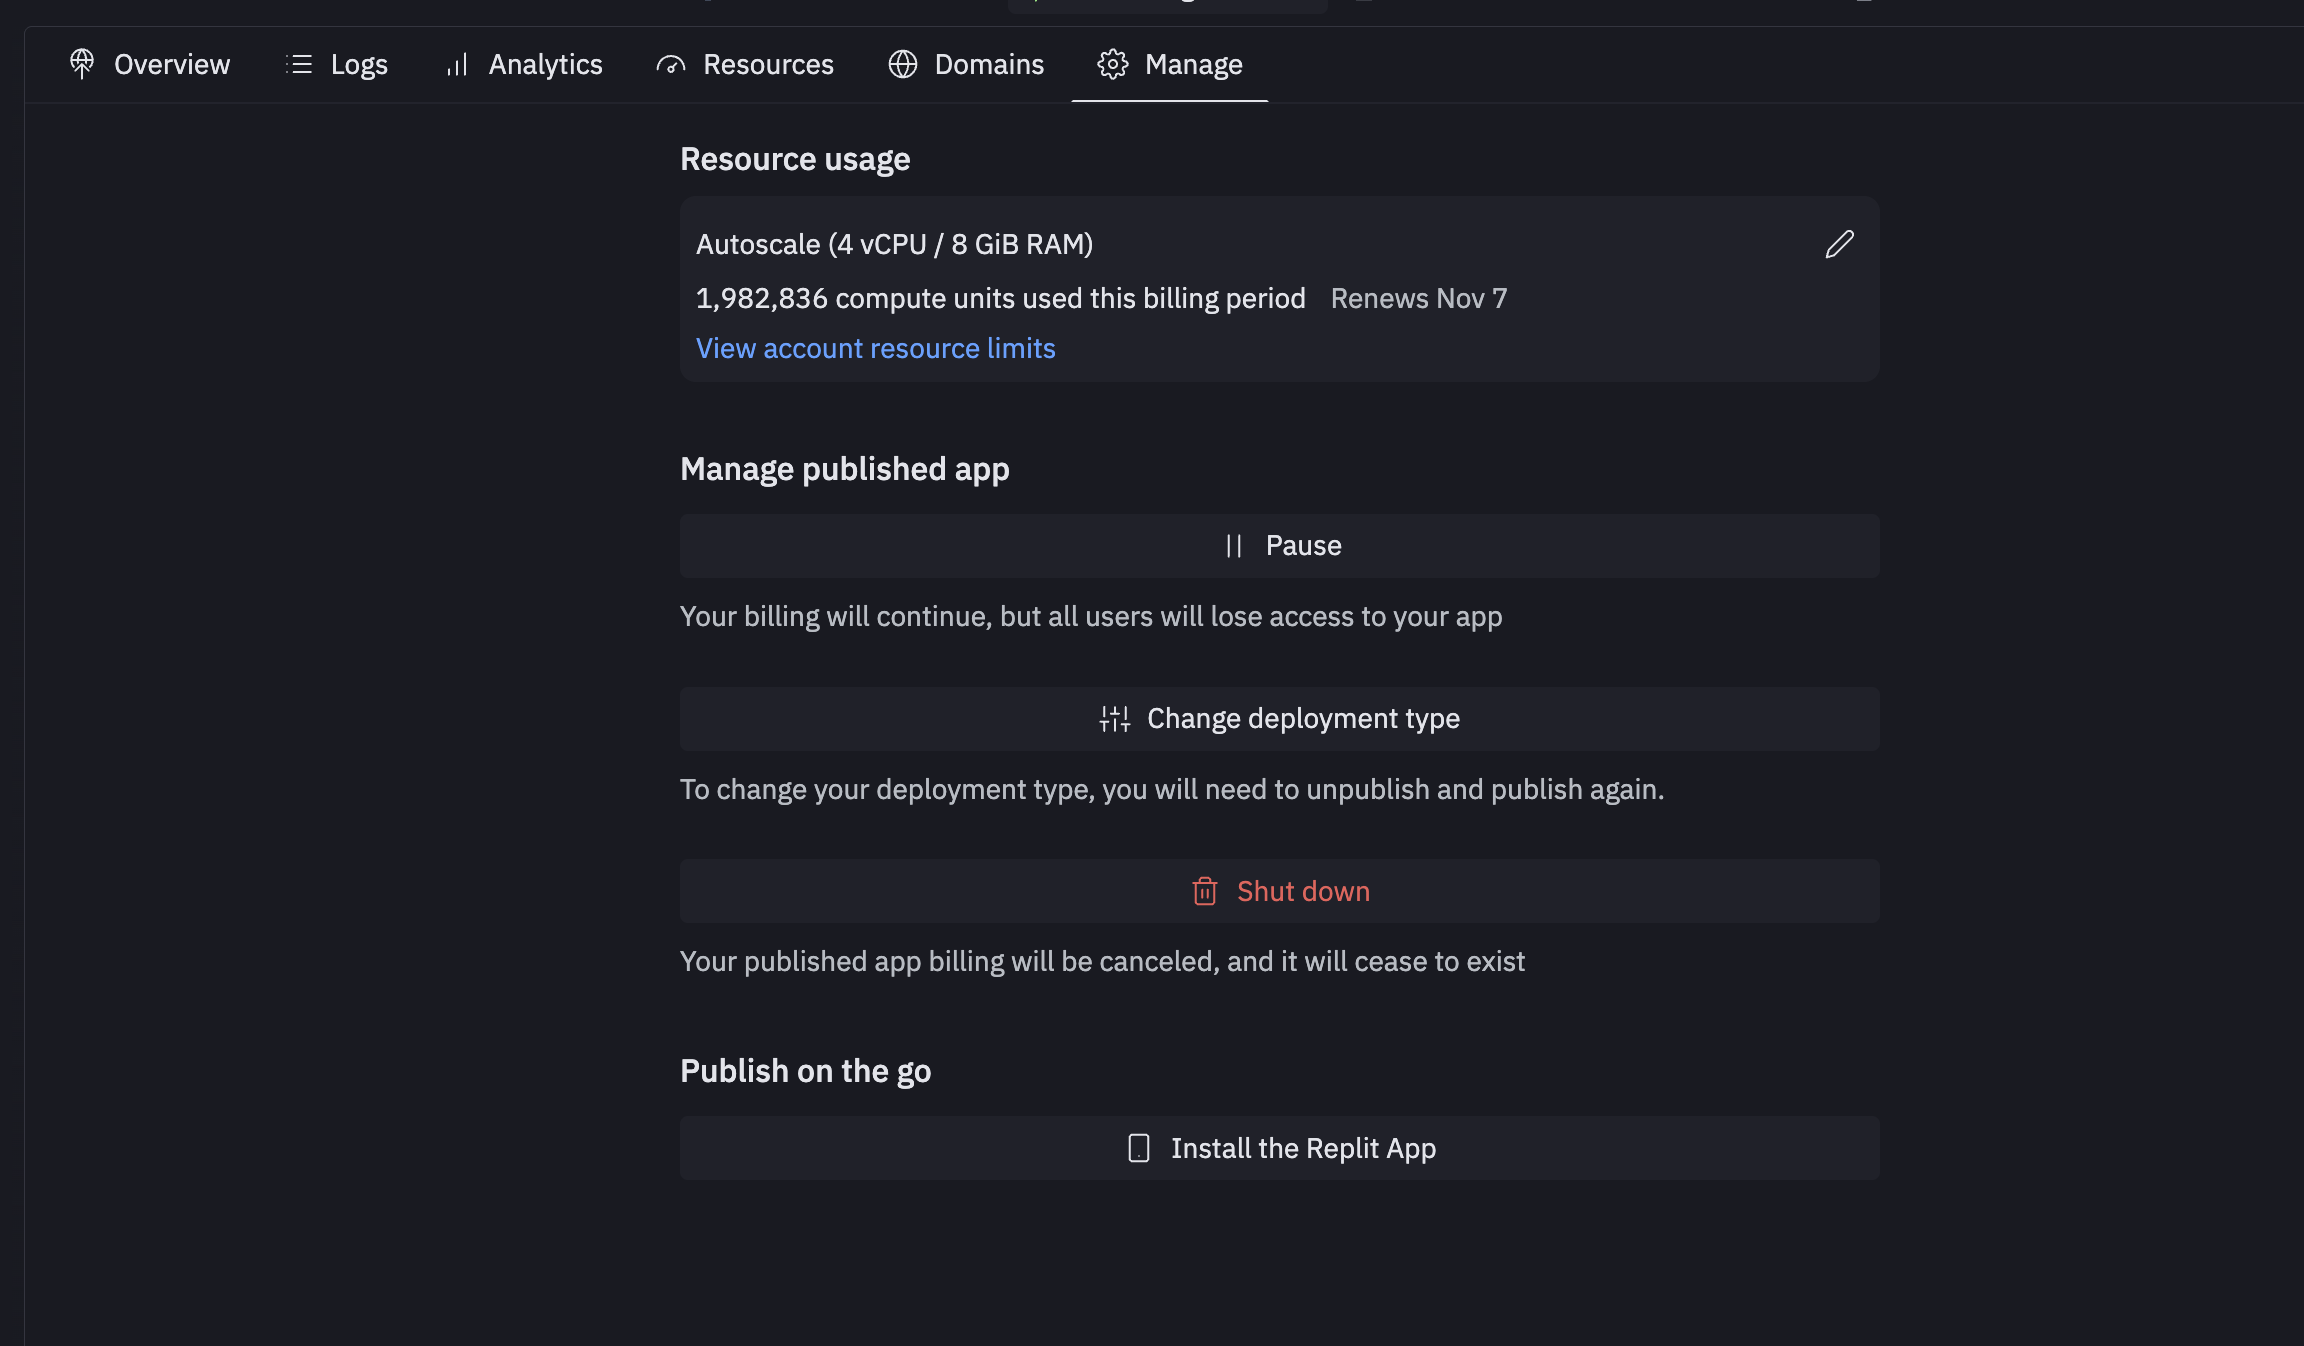 Overview Logs Analytics Resources Domains Manage
Resource usage
Autoscale (4 vCPU / 8 GiB RAM)
1,982,836 compute units used this billing period Renews Nov 7
View account resource limits
Manage published app
Pause
Your billing will continue, but all users will lose access to your app
Change deployment type
To change your deployment type, you will need to unpublish and publish again.
Shut down
Your published app billing will be canceled, and it will cease to exist
Publish on the go
Install the Replit App